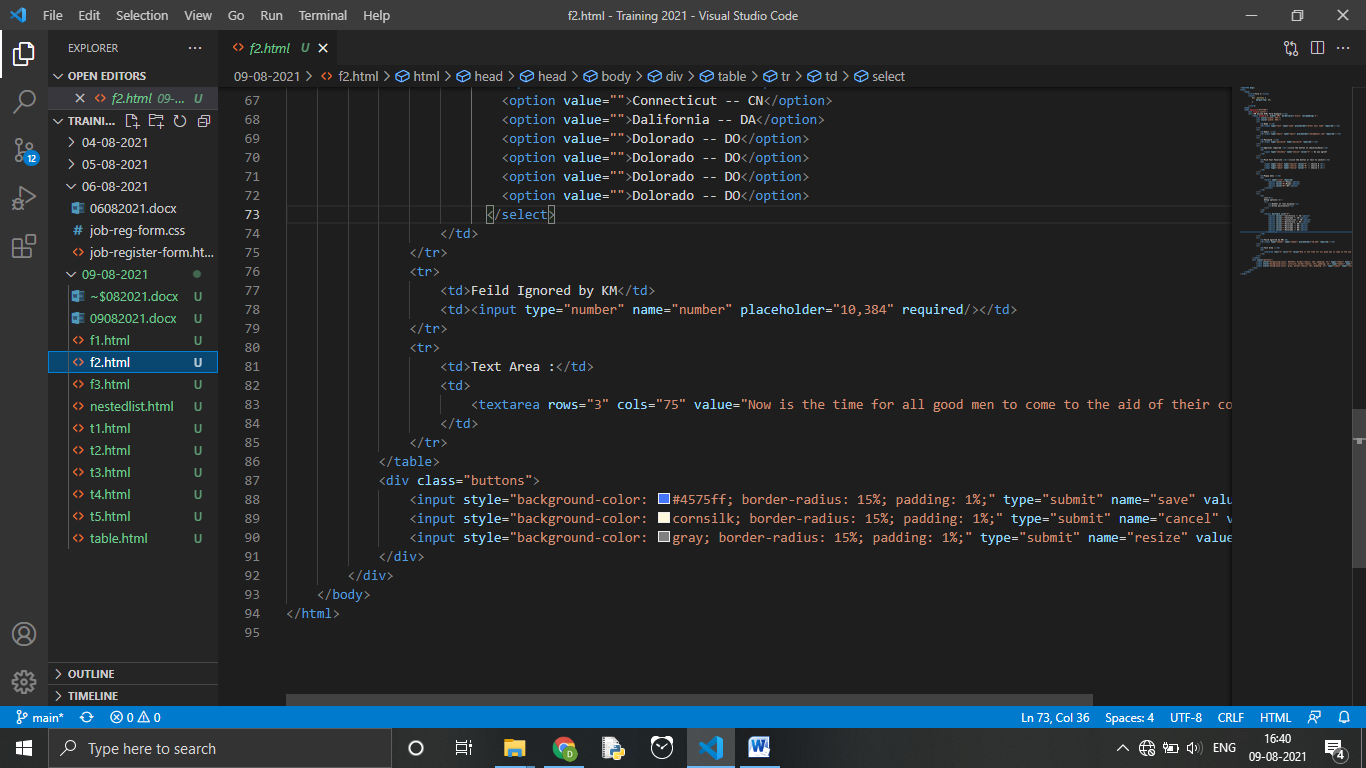 File Edit Selection View Go Run Terminal Help f2.html - Training 2021 - Visual Studio Code
EXPLORER
OPEN EDITORS
f2.html 09-... U
TRAINI...
04-08-2021
05-08-2021
06-08-2021
06082021.docx
job-reg-form.css
job-register-form.ht...
09-08-2021
~$082021.docx U
09082021.docx U
f1.html U
f2.html U
f3.html U
nestedlist.html U
t1.html U
t2.html U
t3.html U
t4.html U
t5.html U
table.html U
OUTLINE
TIMELINE
12
f2.html U
09-08-2021 > f2.html > html > head > head > body > div > table > tr > td > select
67 <option value="">Connecticut -- CN</option>
68 <option value="">Dalifornia -- DA</option>
69 <option value="">Dolorado -- DO</option>
70 <option value="">Dolorado -- DO</option>
71 <option value="">Dolorado -- DO</option>
72 <option value="">Dolorado -- DO</option>
73 </select>
74 </td>
75 </tr>
76 <tr>
77 <td>Feild Ignored by KM</td>
78 <td><input type="number" name="number" placeholder="10,384" required/></td>
79 </tr>
80 <tr>
81 <td>Text Area :</td>
82 <td>
83 <textarea rows="3" cols="75" value="Now is the time for all good men to come to the aid of their co
84 </td>
85 </tr>
86 </table>
87 <div class="buttons">
88 <input style="background-color: #4575ff; border-radius: 15%; padding: 1%;" type="submit" name="save" valu
89 <input style="background-color: cornsilk; border-radius: 15%; padding: 1%;" type="submit" name="cancel" v
90 <input style="background-color: gray; border-radius: 15%; padding: 1%;" type="submit" name="resize" value
91 </div>
92 </div>
93 </body>
94 </html>
95
main* 0 0 Ln 73, Col 36 Spaces: 4 UTF-8 CRLF HTML
Type here to search ENG 16:40
09-08-2021 4